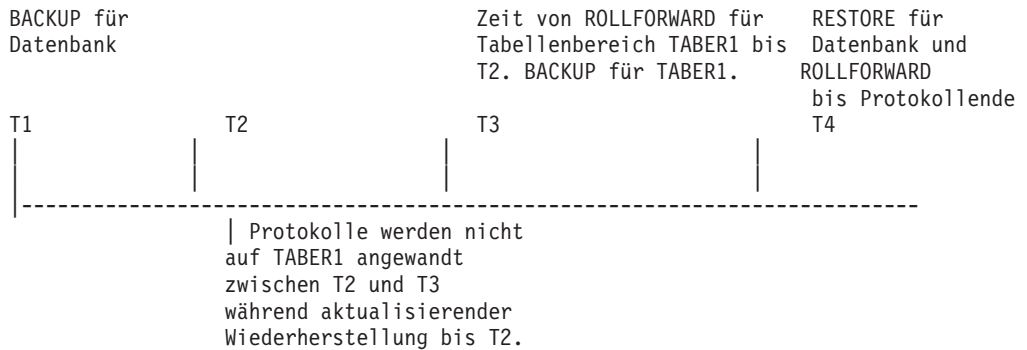 BACKUP für Zeit von ROLLFORWARD für RESTORE für
Datenbank Tabellenbereich TABER1 bis Datenbank und
T2. BACKUP für TABER1. ROLLFORWARD
bis Protokollende
T1 T2 T3 T4
Protokolle werden nicht
auf TABER1 angewandt
zwischen T2 und T3
während aktualisierender
Wiederherstellung bis T2.